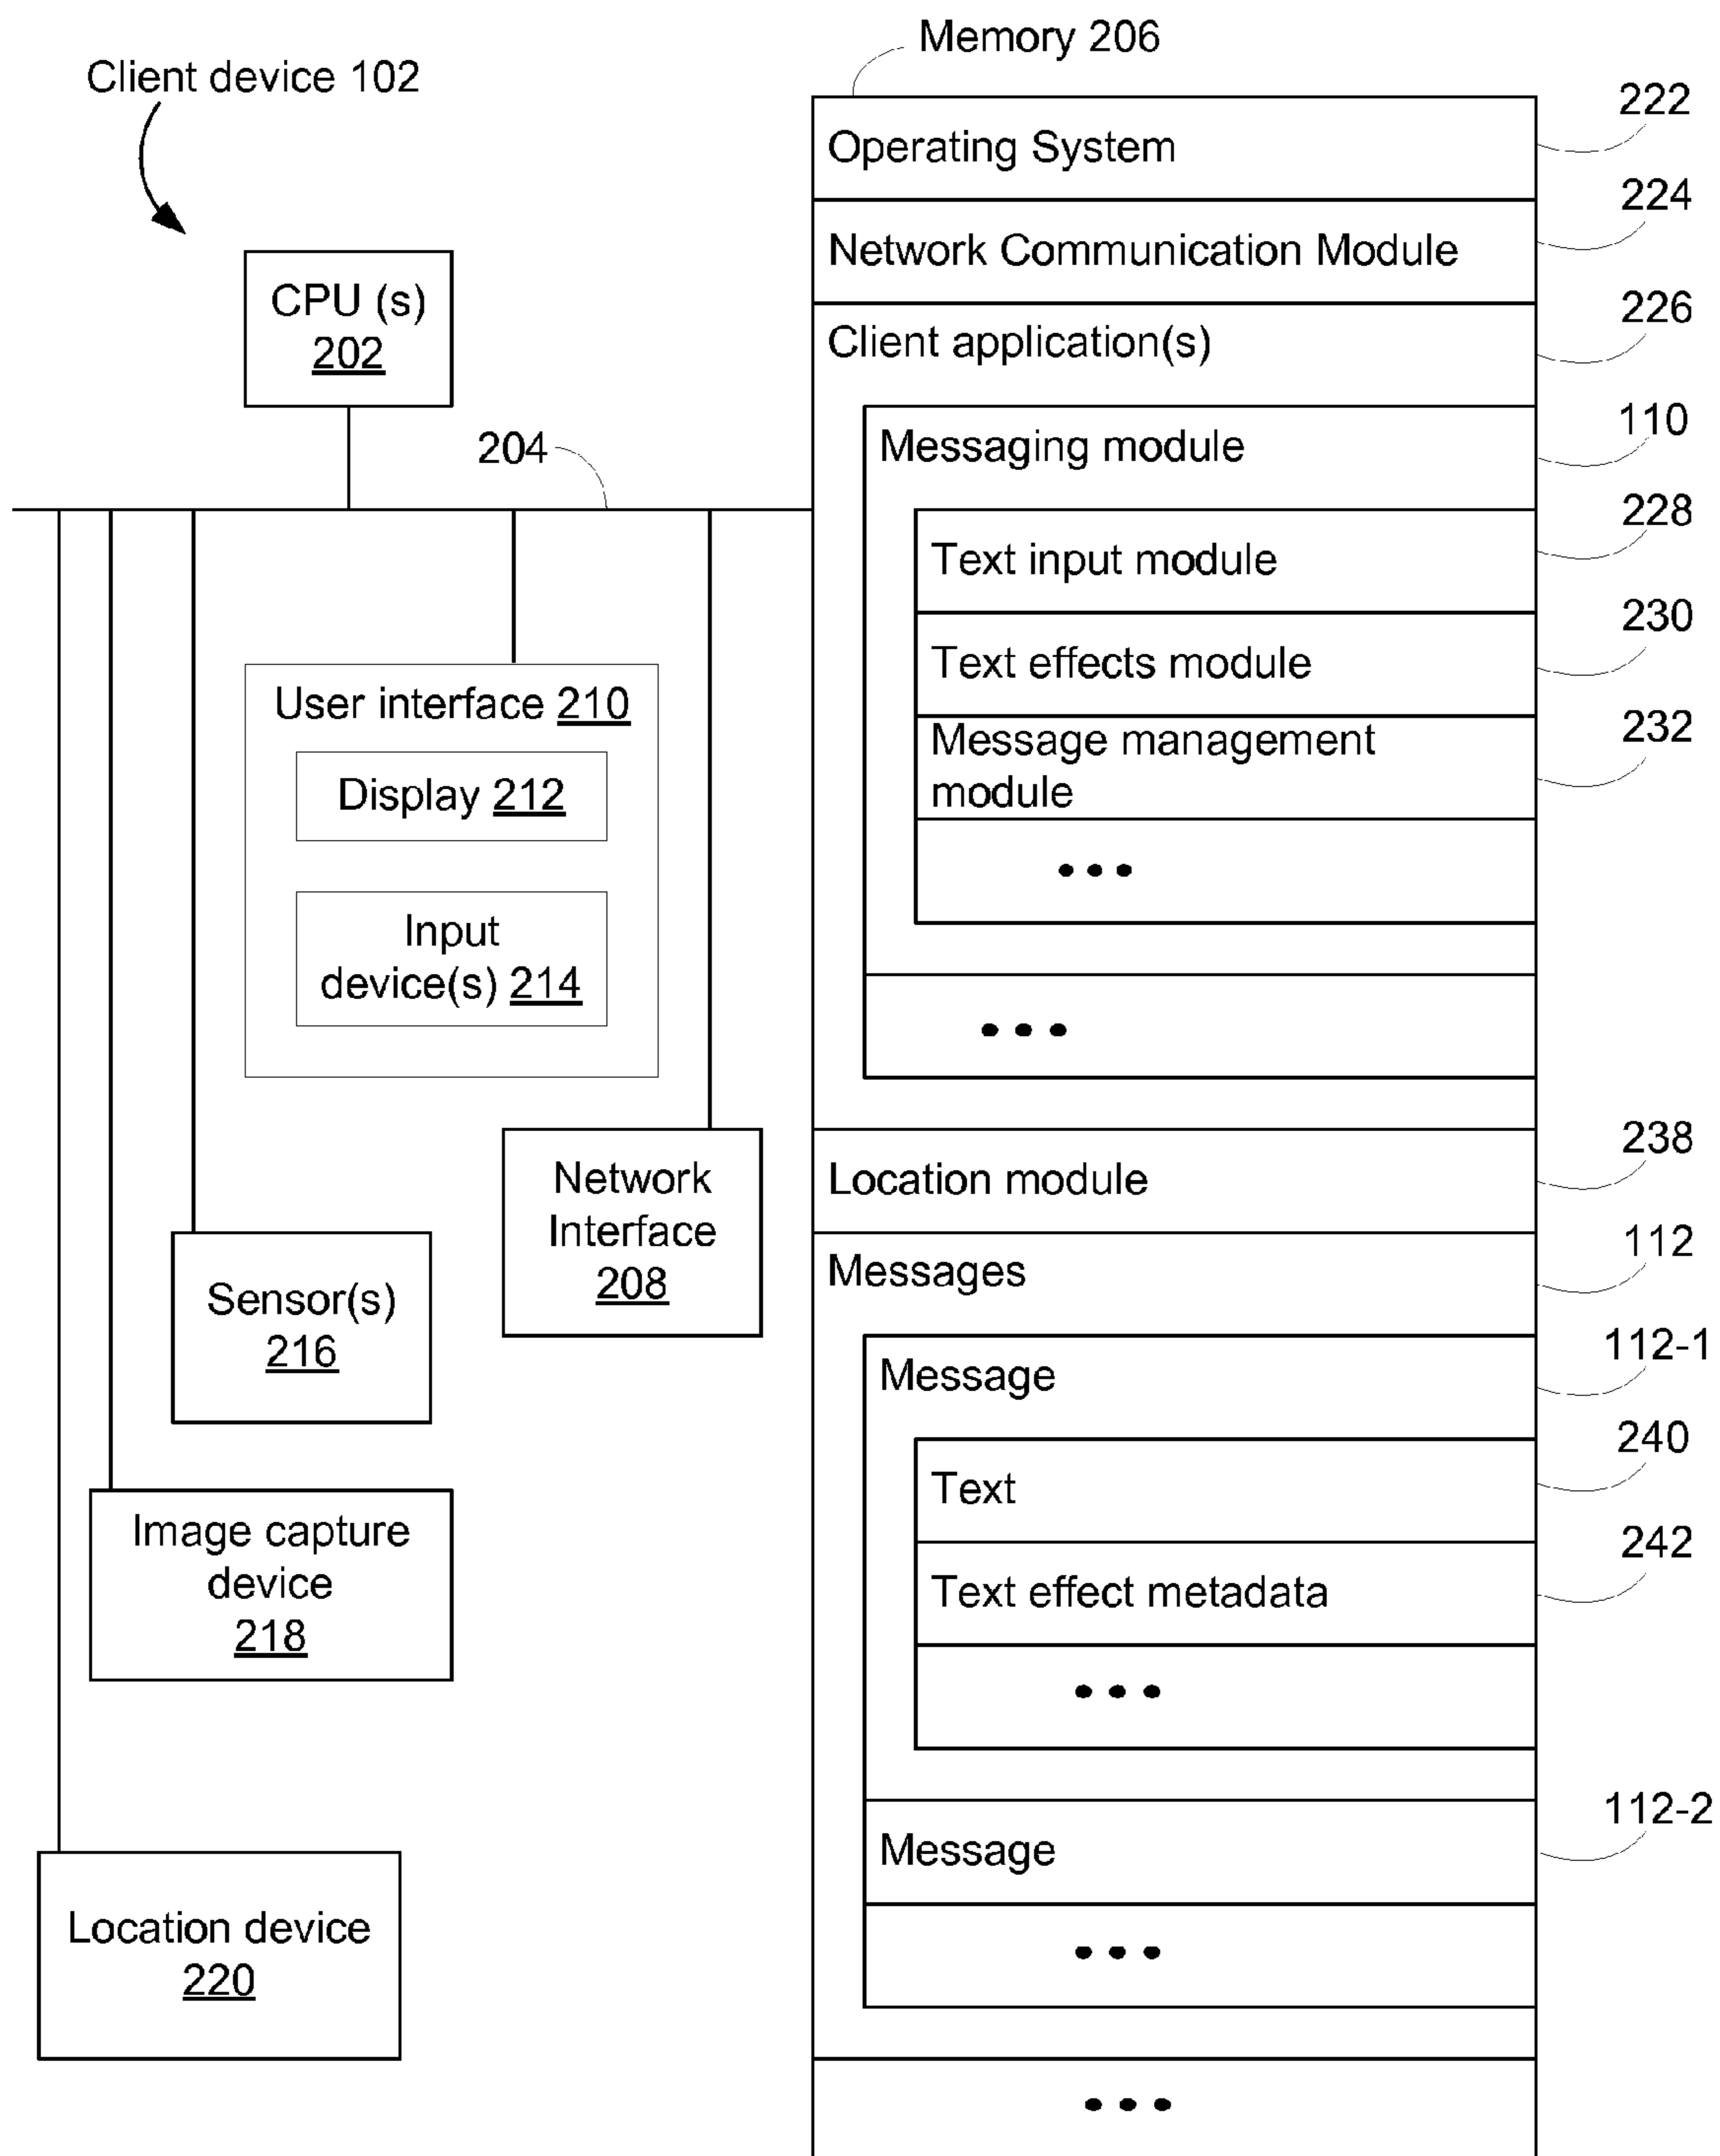 Memory 206
Client device 102
222
Operating System
224
Network Communication Module
CPU (s)
202
226
Client application(s)
110
Messaging module
204
228
Text input module
230
Text effects module
User interface 210
232
Message management
module
Display 212
•••
Input
device(s) 214
•••
238
Location module
Network
Interface
208
112
Messages
Sensor(s)
216
112-1
Message
240
Text
Image capture
device
218
242
Text effect metadata
•••
112-2
Message
Location device
220
•••
•••